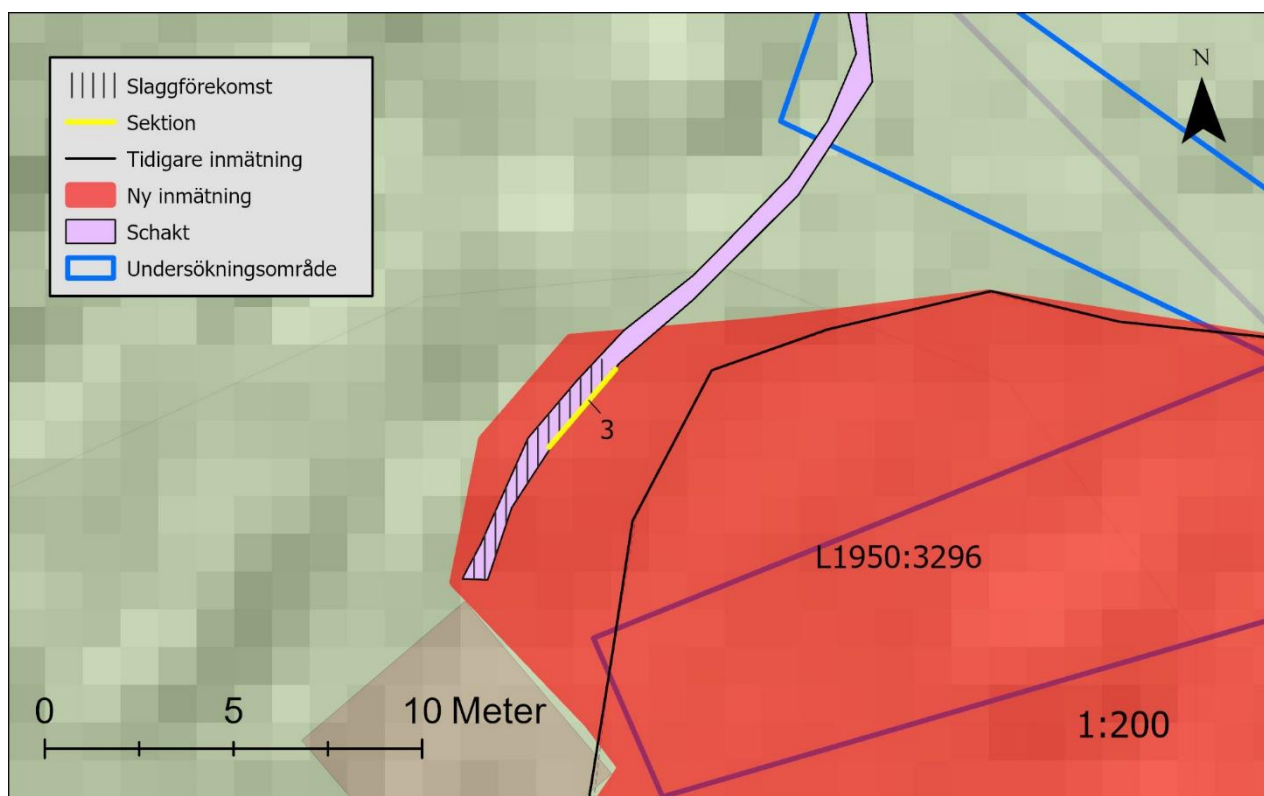 Slaggförekomst
Sektion
Tidigare inmätning
Ny inmätning
Schakt
Undersökningsområde
N
3
L1950:3296
0 5 10 Meter
1:200